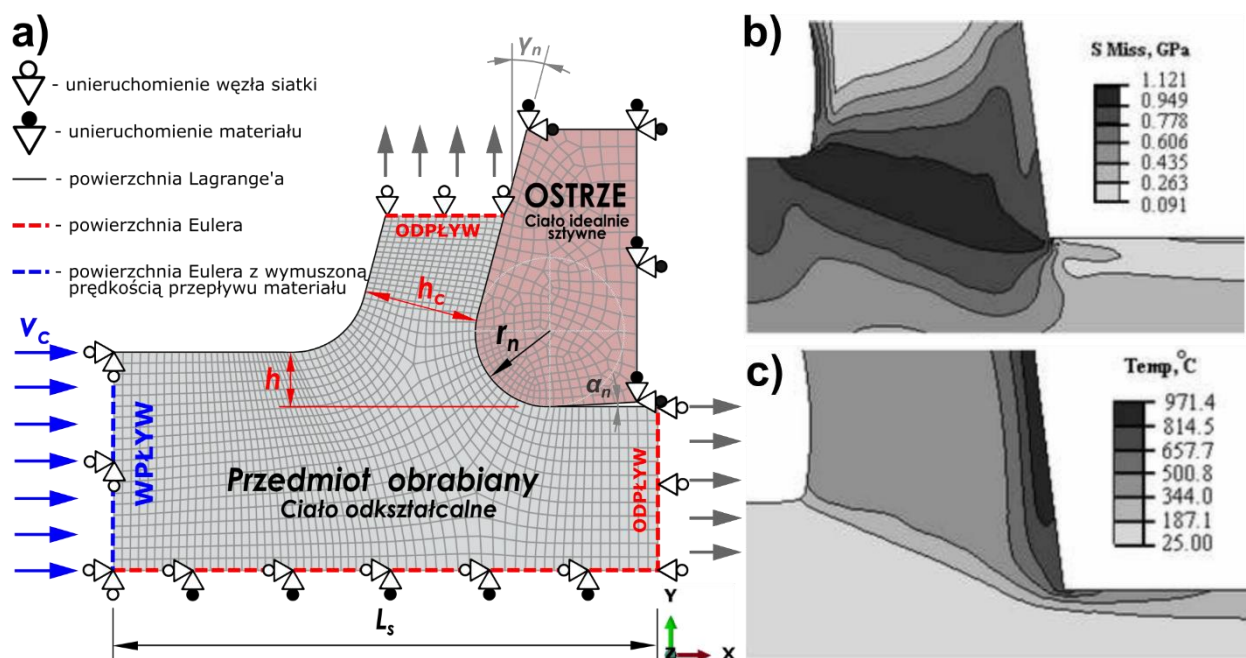 a)
- unieruchomienie węzła siatki
- unieruchomienie materiału
- powierzchnia Lagrange'a
- powierzchnia Eulera
- powierzchnia Eulera z wymuszoną
prędkością przepływu materiału
γn
OSTRZE
Ciało idealnie
sztywne
ODPŁYW
hc
rn
vc
h
αn
WPŁYW
Przedmiot obrabiany
Ciało odkształcalne
ODPŁYW
Ls
Y
Z
X
b)
S Miss, GPa
1.121
0.949
0.778
0.606
0.435
0.263
0.091
c)
Temp, °C
971.4
814.5
657.7
500.8
344.0
187.1
25.00